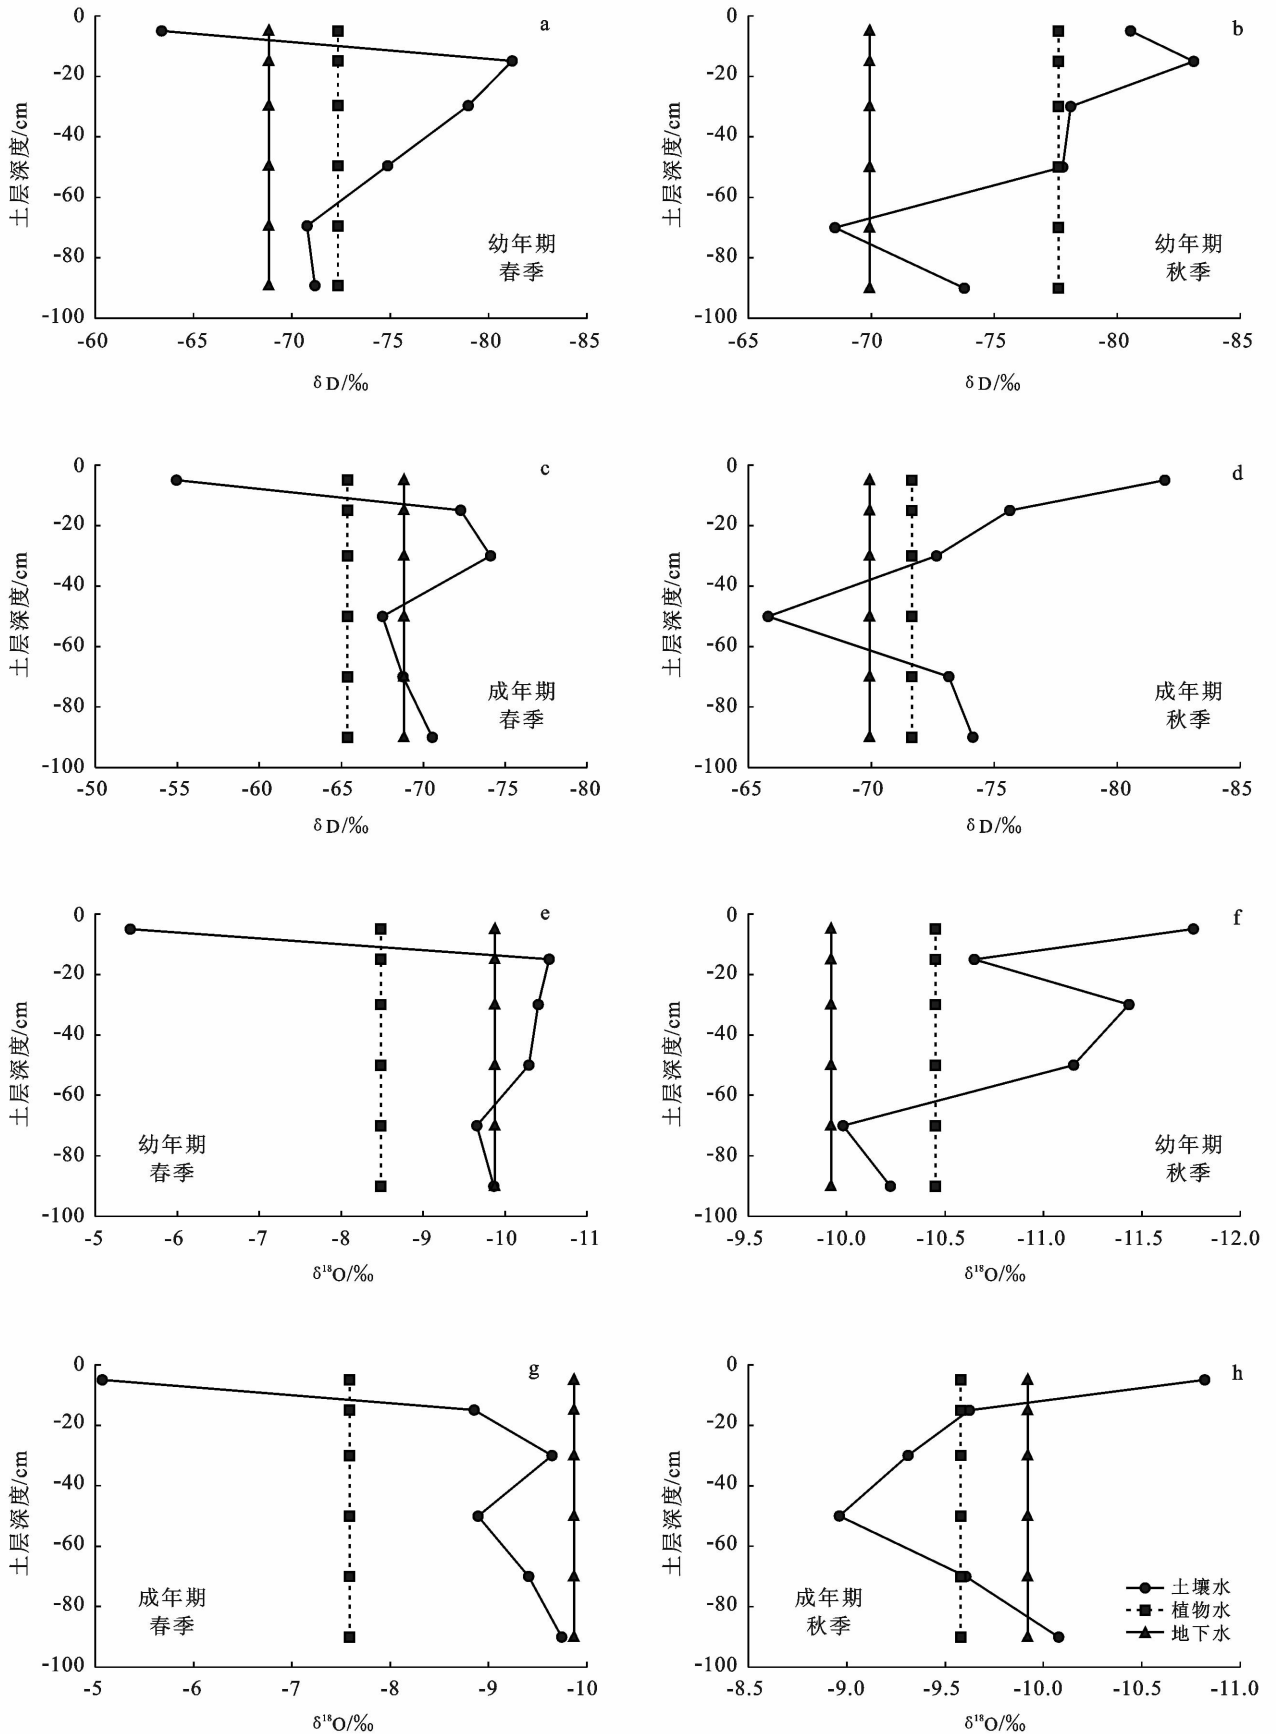 a
0
-20
-40
-60
-80
-100
土层深度/cm
幼年期
春季
-60 -65 -70 -75 -80 -85
δD/‰
b
0
-20
-40
-60
-80
-100
土层深度/cm
幼年期
秋季
-65 -70 -75 -80 -85
δD/‰
c
0
-20
-40
-60
-80
-100
土层深度/cm
成年期
春季
-50 -55 -60 -65 -70 -75 -80
δD/‰
d
0
-20
-40
-60
-80
-100
土层深度/cm
成年期
秋季
-65 -70 -75 -80 -85
δD/‰
e
0
-20
-40
-60
-80
-100
土层深度/cm
幼年期
春季
-5 -6 -7 -8 -9 -10 -11
δ¹⁸O/‰
f
0
-20
-40
-60
-80
-100
土层深度/cm
幼年期
秋季
-9.5 -10.0 -10.5 -11.0 -11.5 -12.0
δ¹⁸O/‰
g
0
-20
-40
-60
-80
-100
土层深度/cm
成年期
春季
-5 -6 -7 -8 -9 -10
δ¹⁸O/‰
h
0
-20
-40
-60
-80
-100
土层深度/cm
成年期
秋季
土壤水
植物水
地下水
-8.5 -9.0 -9.5 -10.0 -10.5 -11.0
δ¹⁸O/‰